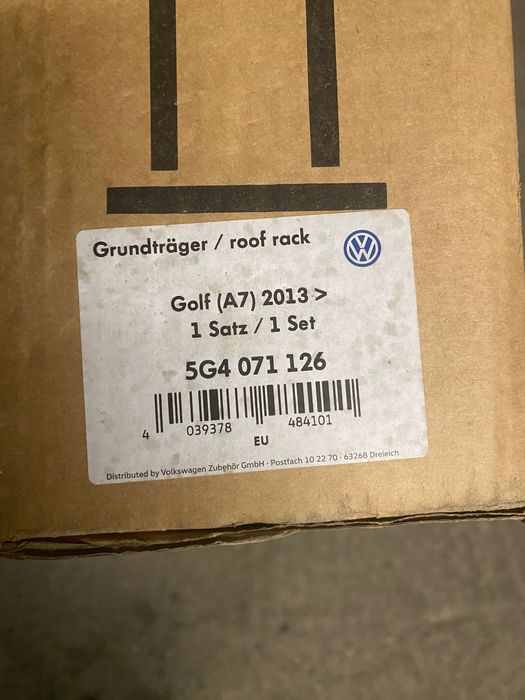 Grundträger / roof rack
Golf (A7) 2013 >
1 Satz / 1 Set
5G4 071 126
4 039378 484101
EU
Distributed by Volkswagen Zubehör GmbH · Postfach 10 22 70 - 63268 Dreieich